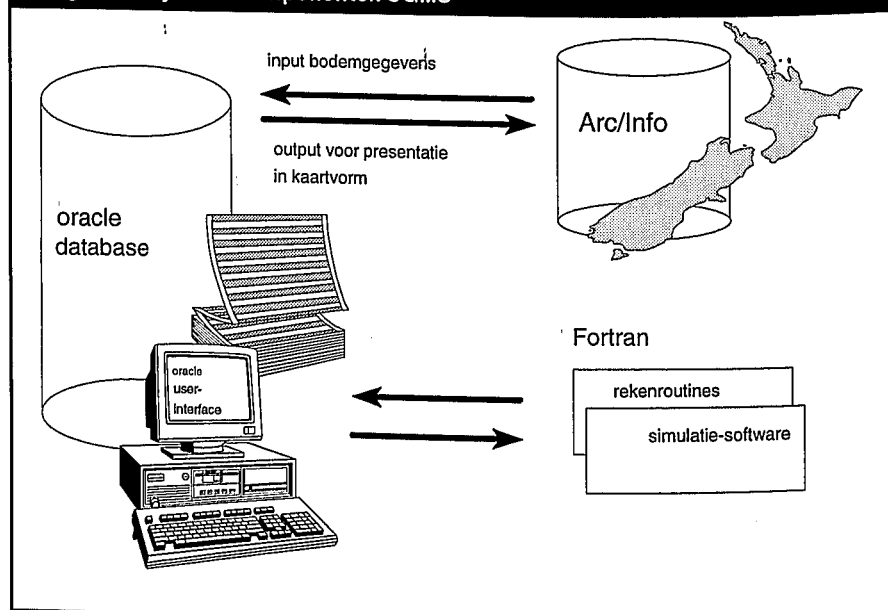 input bodemgegevens
output voor presentatie
in kaartvorm
Arc/Info
oracle
database
oracle
user-
interface
Fortran
rekenroutines
simulatie-software